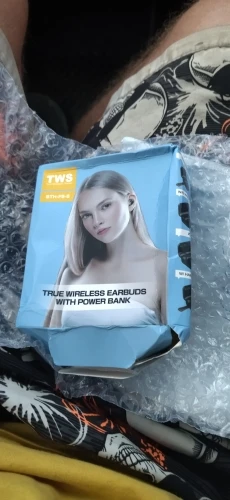 TWS
TRUE WIRELESS EARBUDS
WITH POWER BANK